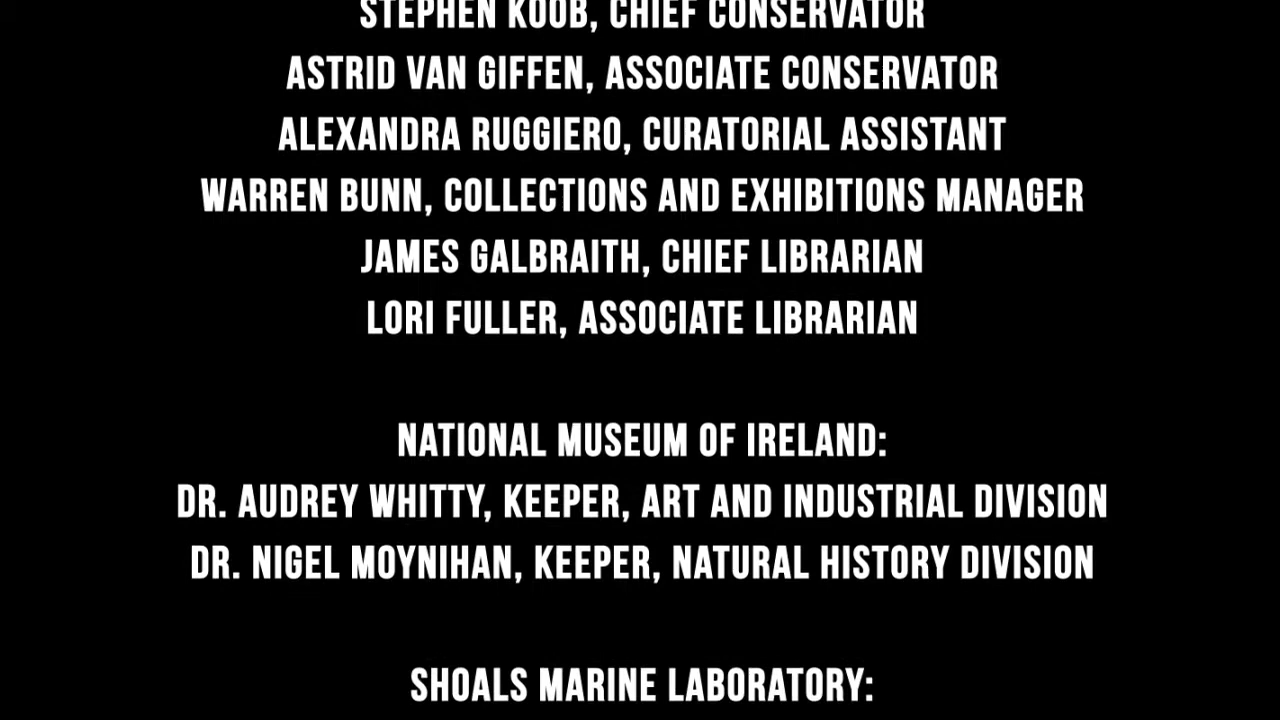 STEPHEN KOOB, CHIEF CONSERVATOR
ASTRID VAN GIFFEN, ASSOCIATE CONSERVATOR
ALEXANDRA RUGGIERO, CURATORIAL ASSISTANT
WARREN BUNN, COLLECTIONS AND EXHIBITIONS MANAGER
JAMES GALBRAITH, CHIEF LIBRARIAN
LORI FULLER, ASSOCIATE LIBRARIAN
NATIONAL MUSEUM OF IRELAND:
DR. AUDREY WHITTY, KEEPER, ART AND INDUSTRIAL DIVISION
DR. NIGEL MOYNIHAN, KEEPER, NATURAL HISTORY DIVISION
SHOALS MARINE LABORATORY: